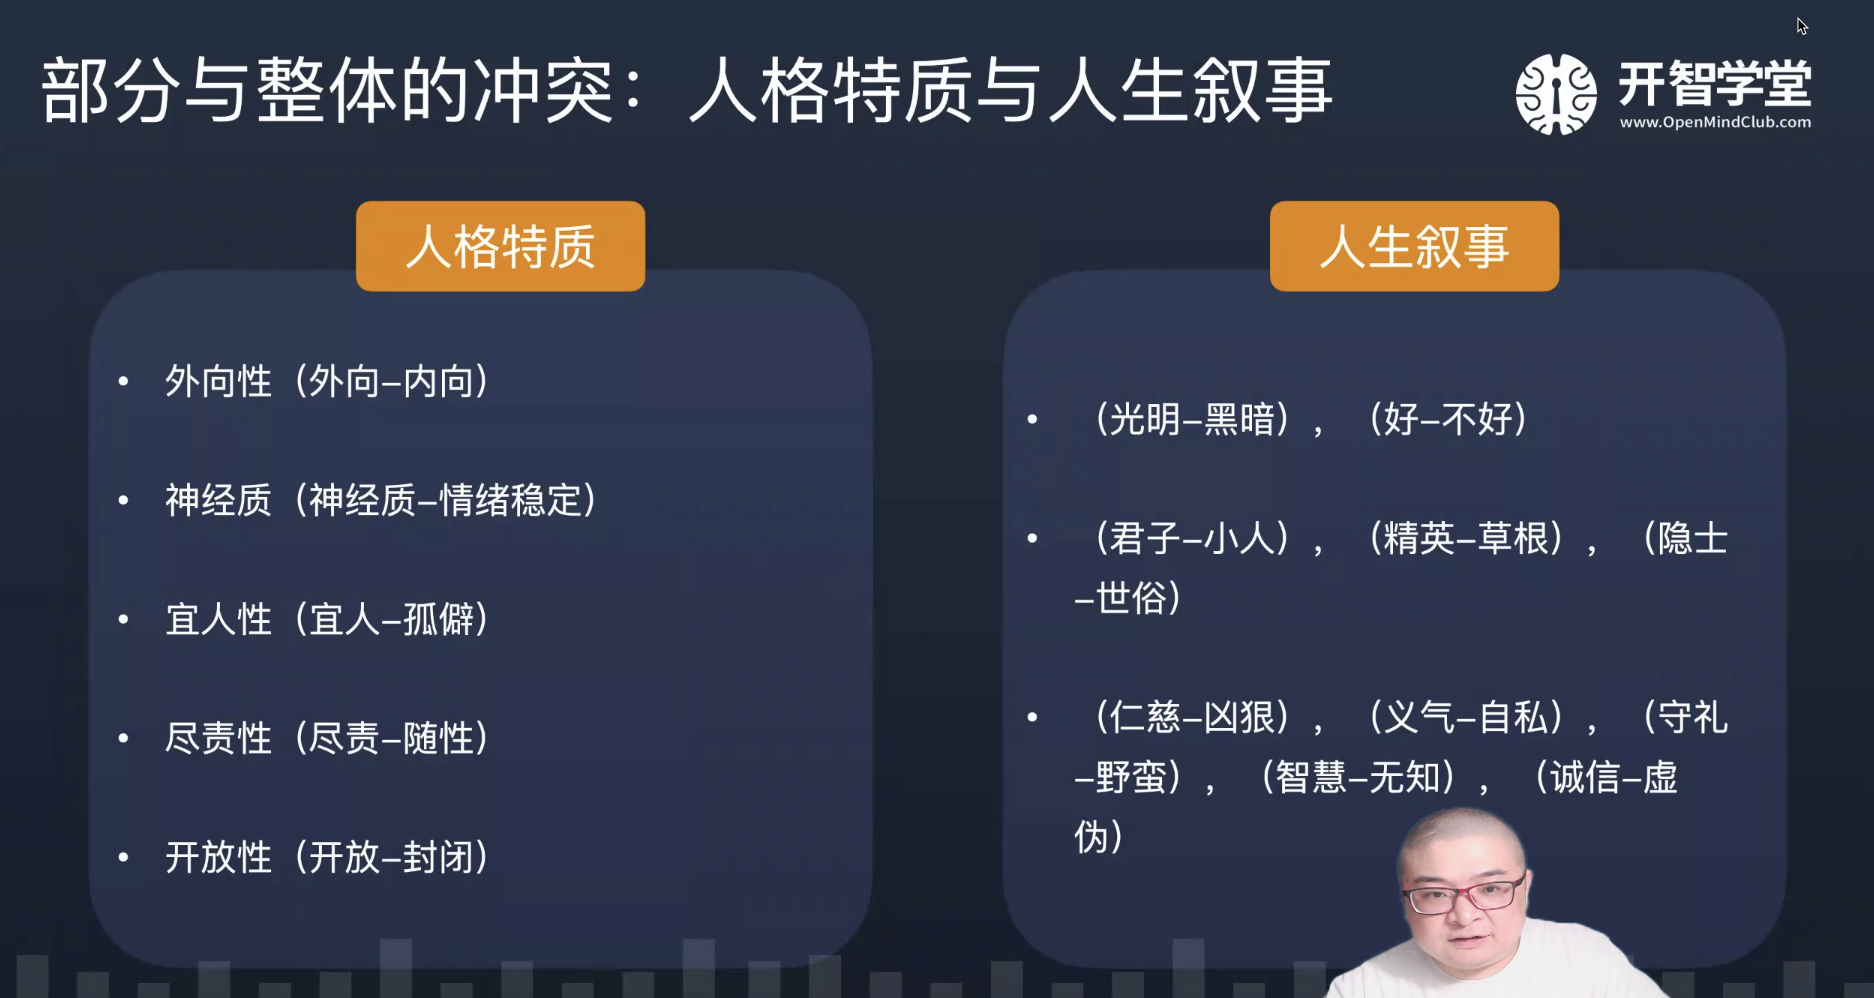 部分与整体的冲突：人格特质与人生叙事
开智学堂
www.OpenMindClub.com
人格特质
• 外向性（外向–内向）
• 神经质（神经质–情绪稳定）
• 宜人性（宜人–孤僻）
• 尽责性（尽责–随性）
• 开放性（开放–封闭）
人生叙事
• （光明–黑暗），（好–不好）
• （君子–小人），（精英–草根），（隐士
–世俗）
• （仁慈–凶狠），（义气–自私），（守礼
–野蛮），（智慧–无知），（诚信–虚
伪）